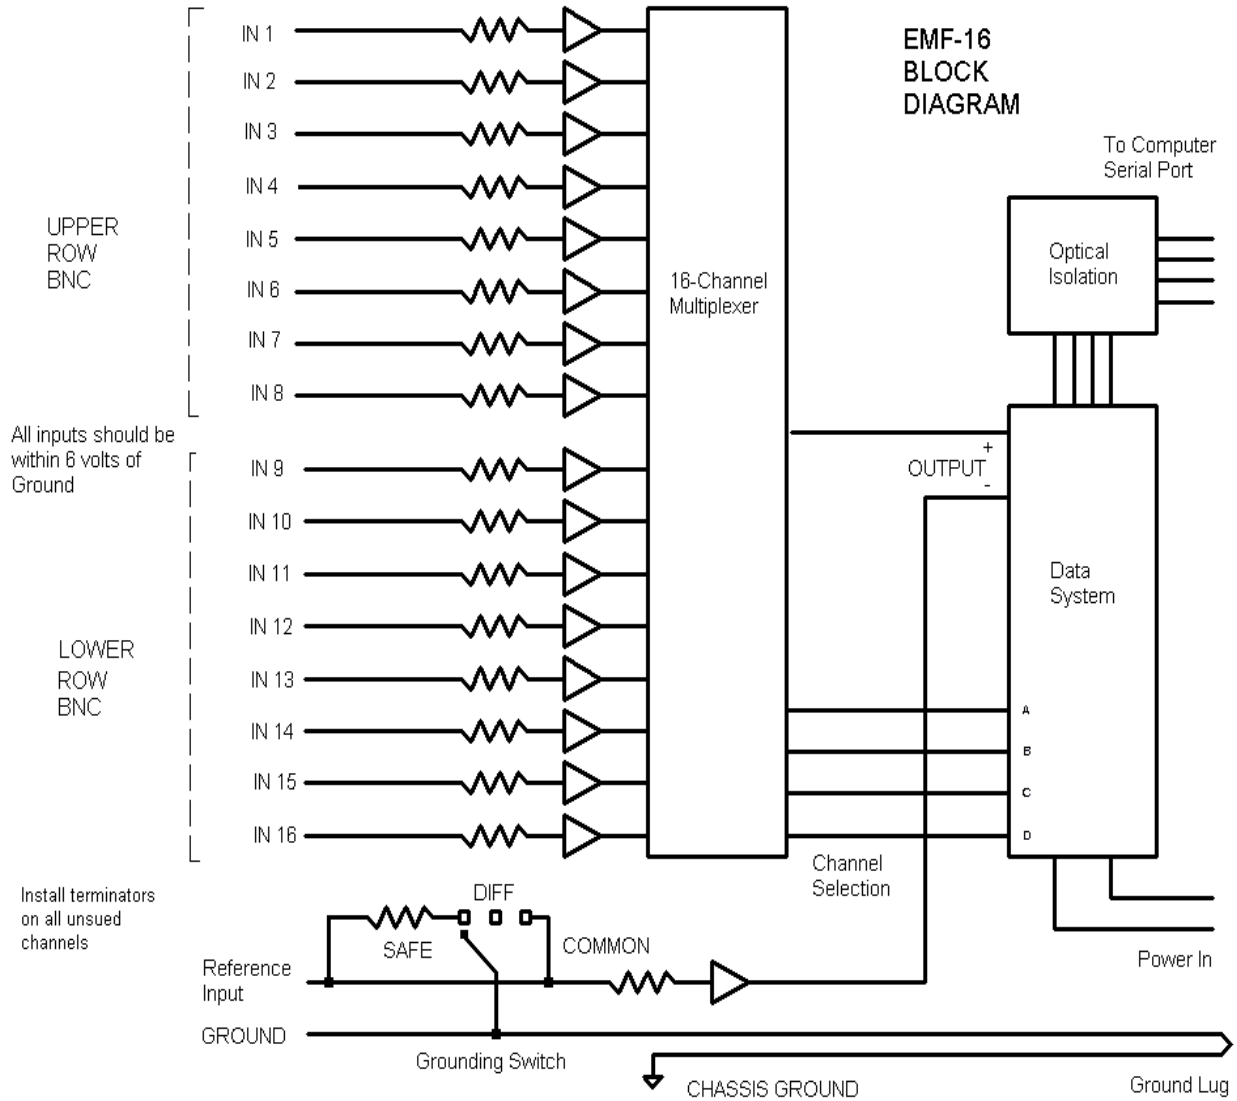 EMF-16
BLOCK
DIAGRAM
To Computer
Serial Port
IN 1
IN 2
IN 3
IN 4
IN 5
IN 6
IN 7
IN 8
UPPER
ROW
BNC
16-Channel
Multiplexer
Optical
Isolation
All inputs should be
within 6 volts of
Ground
IN 9
IN 10
IN 11
IN 12
IN 13
IN 14
IN 15
IN 16
LOWER
ROW
BNC
+
OUTPUT
-
Data
System
A
B
C
D
Channel
Selection
Install terminators
on all unsued
channels
DIFF
SAFE
COMMON
Reference
Input
Power In
GROUND
Grounding Switch
CHASSIS GROUND
Ground Lug